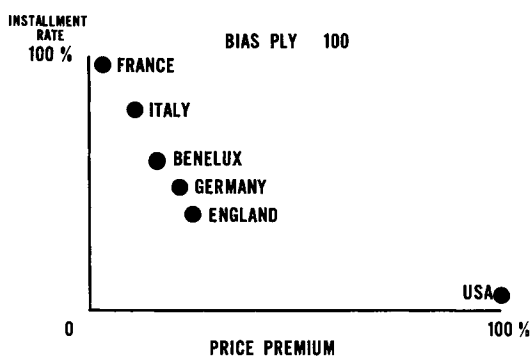 INSTALLMENT
RATE
100 %
BIAS PLY 100
FRANCE
ITALY
BENELUX
GERMANY
ENGLAND
USA
0
100 %
PRICE PREMIUM